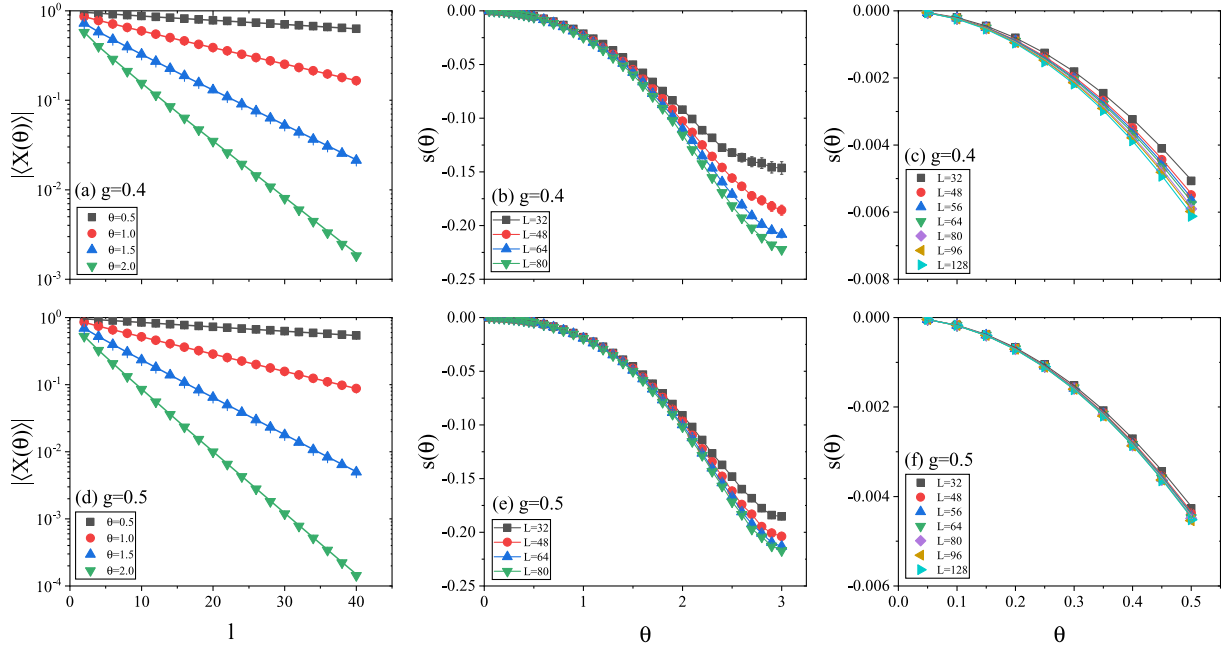 10^0
10^-1
10^-2
10^-3
|⟨X(θ)⟩|
(a) g=0.4
θ=0.5
θ=1.0
θ=1.5
θ=2.0
0.00
-0.05
-0.10
-0.15
-0.20
-0.25
s(θ)
(b) g=0.4
L=32
L=48
L=64
L=80
0.000
-0.002
-0.004
-0.006
-0.008
s(θ)
(c) g=0.4
L=32
L=48
L=56
L=64
L=80
L=96
L=128
10^0
10^-1
10^-2
10^-3
10^-4
|⟨X(θ)⟩|
(d) g=0.5
θ=0.5
θ=1.0
θ=1.5
θ=2.0
0 10 20 30 40
l
0.00
-0.05
-0.10
-0.15
-0.20
-0.25
s(θ)
(e) g=0.5
L=32
L=48
L=64
L=80
0 1 2 3
θ
0.000
-0.002
-0.004
-0.006
s(θ)
(f) g=0.5
L=32
L=48
L=56
L=64
L=80
L=96
L=128
0.0 0.1 0.2 0.3 0.4 0.5
θ